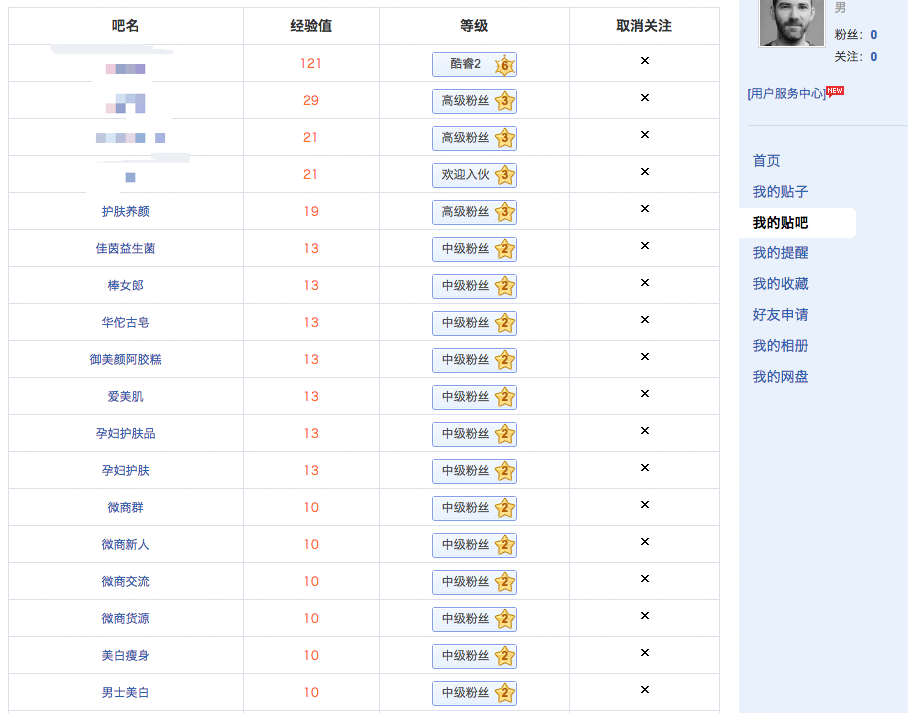 吧名 经验值 等级 取消关注
121 酷睿2 6 ×
29 高级粉丝 3 ×
21 高级粉丝 3 ×
21 欢迎入伙 3 ×
护肤养颜 19 高级粉丝 3 ×
佳茵益生菌 13 中级粉丝 2 ×
棒女郎 13 中级粉丝 2 ×
华佗古皂 13 中级粉丝 2 ×
御美颜阿胶糕 13 中级粉丝 2 ×
爱美肌 13 中级粉丝 2 ×
孕妇护肤品 13 中级粉丝 2 ×
孕妇护肤 13 中级粉丝 2 ×
微商群 10 中级粉丝 2 ×
微商新人 10 中级粉丝 2 ×
微商交流 10 中级粉丝 2 ×
微商货源 10 中级粉丝 2 ×
美白瘦身 10 中级粉丝 2 ×
男士美白 10 中级粉丝 2 ×
男
粉丝：0
关注：0
[用户服务中心] NEW
首页
我的贴子
我的贴吧
我的提醒
我的收藏
好友申请
我的相册
我的网盘